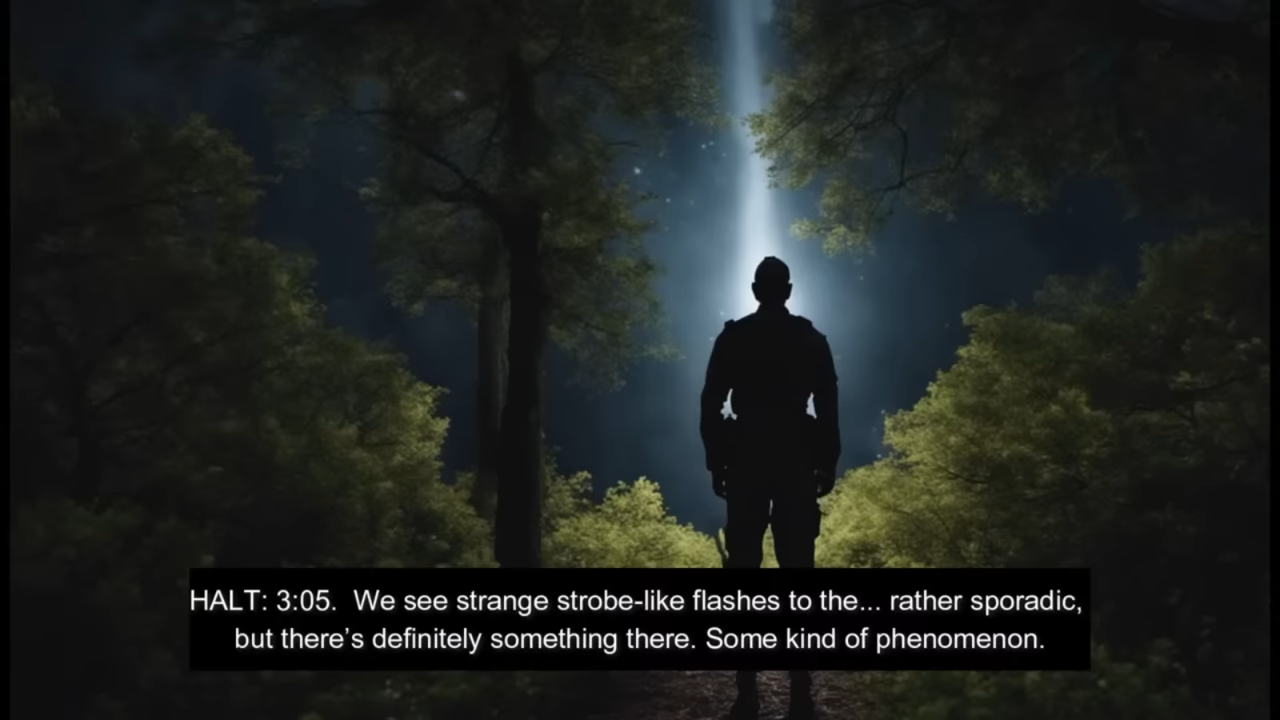 HALT: 3:05.  We see strange strobe-like flashes to the... rather sporadic,
but there’s definitely something there. Some kind of phenomenon.